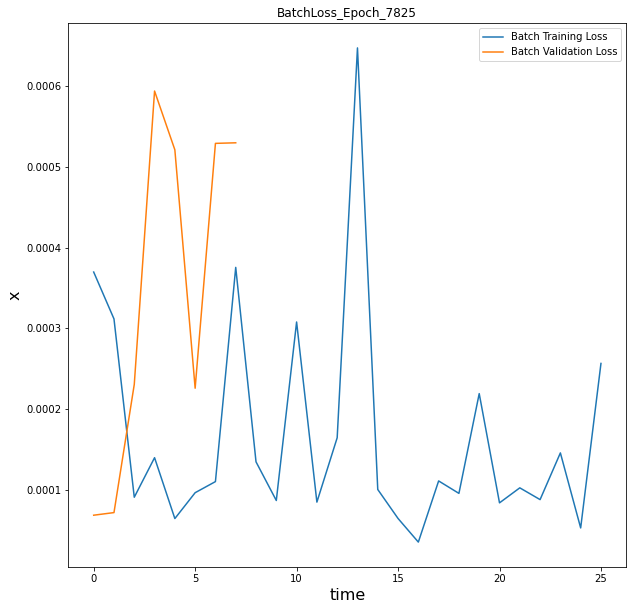 BatchLoss_Epoch_7825
Batch Training Loss
Batch Validation Loss
0.0006
0.0005
0.0004
0.0003
0.0002
0.0001
x
0 5 10 15 20 25
time